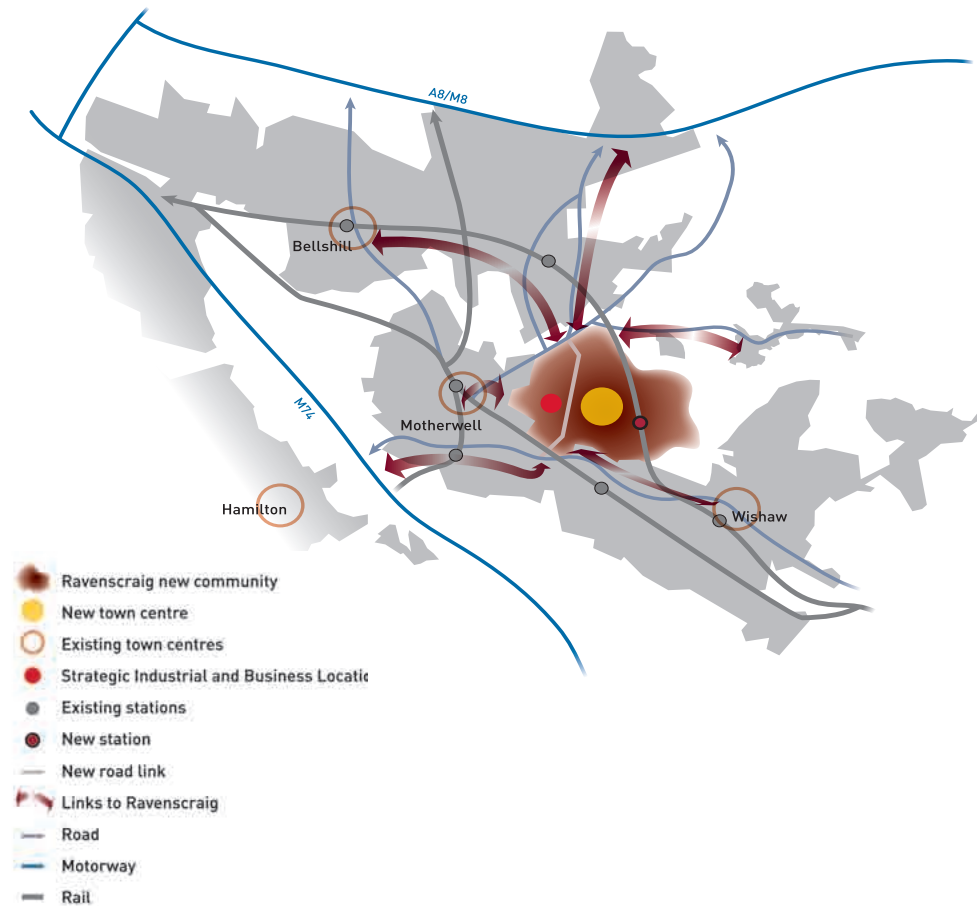 A8/M8
Bellshill
M74
Motherwell
Hamilton
Wishaw
Ravenscraig new community
New town centre
Existing town centres
Strategic Industrial and Business Locatio
Existing stations
New station
New road link
Links to Ravenscraig
Road
Motorway
Rail